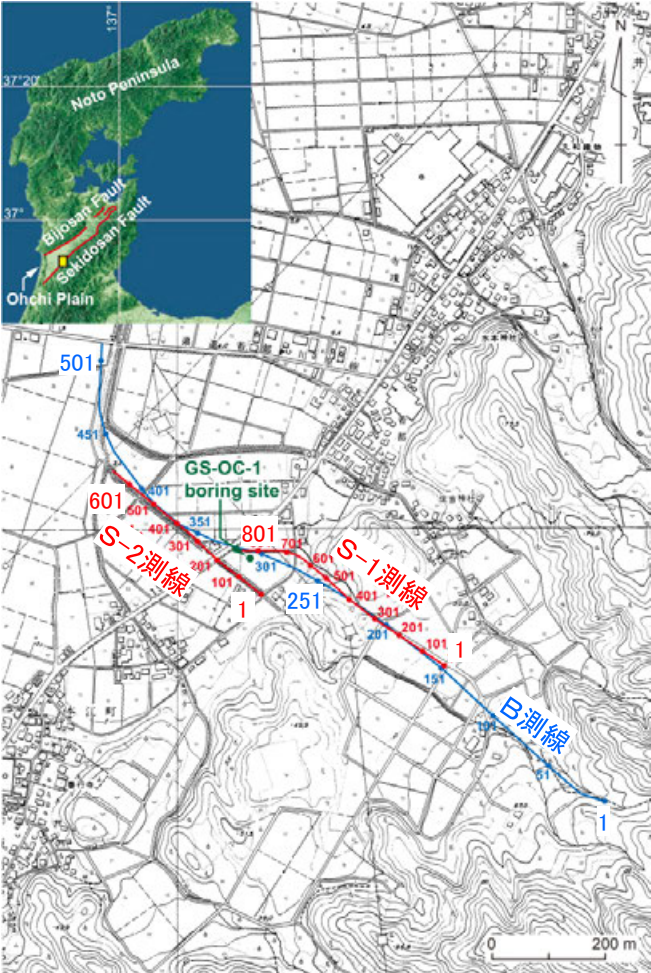 137°
N
37°20'
Noto Peninsula
37°
Bijosan Fault
Sekidosan Fault
Ohchi Plain
501
451
GS-OC-1
boring site
601
401
501
351
401
801
701
301
301
601
S-1測線
S-2測線
201
501
251
101
401
1
301
201
201
101
1
151
101
B測線
51
1
0
200 m